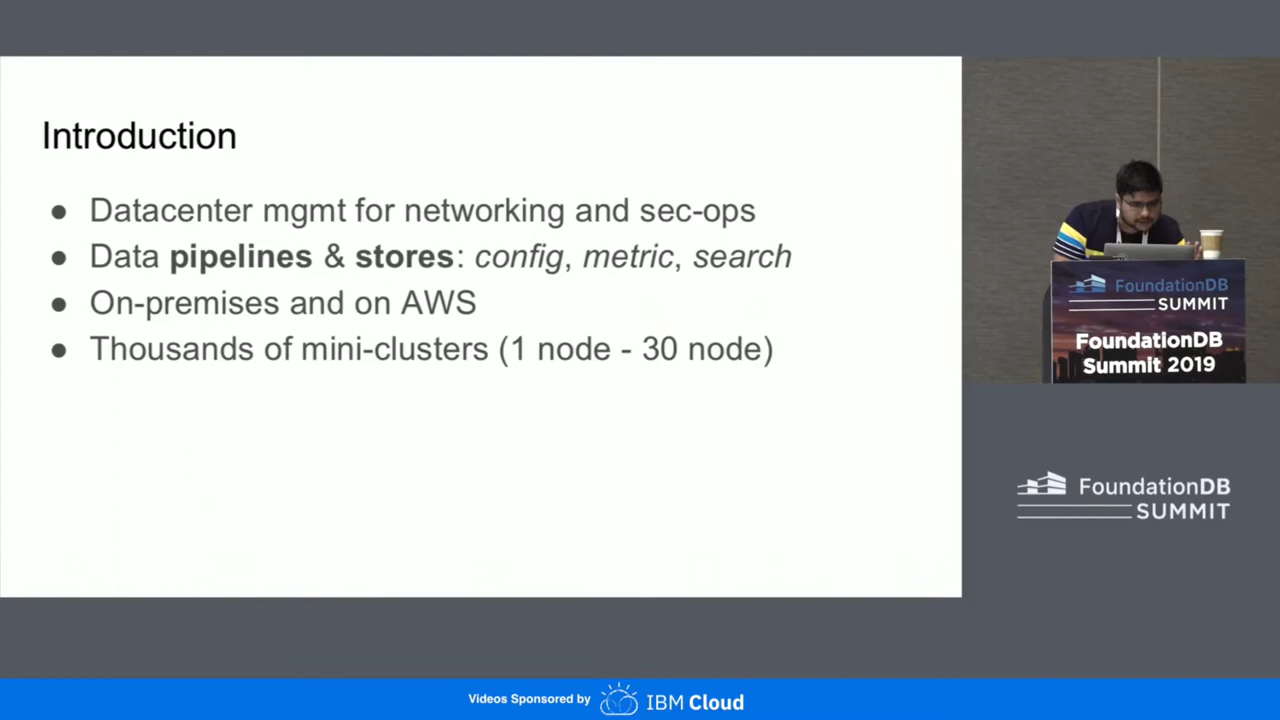 Introduction
● Datacenter mgmt for networking and sec-ops
● Data pipelines & stores: config, metric, search
● On-premises and on AWS
● Thousands of mini-clusters (1 node - 30 node)
FoundationDB
SUMMIT
FoundationDB
Summit 2019
FoundationDB
SUMMIT
Videos Sponsored by IBM Cloud